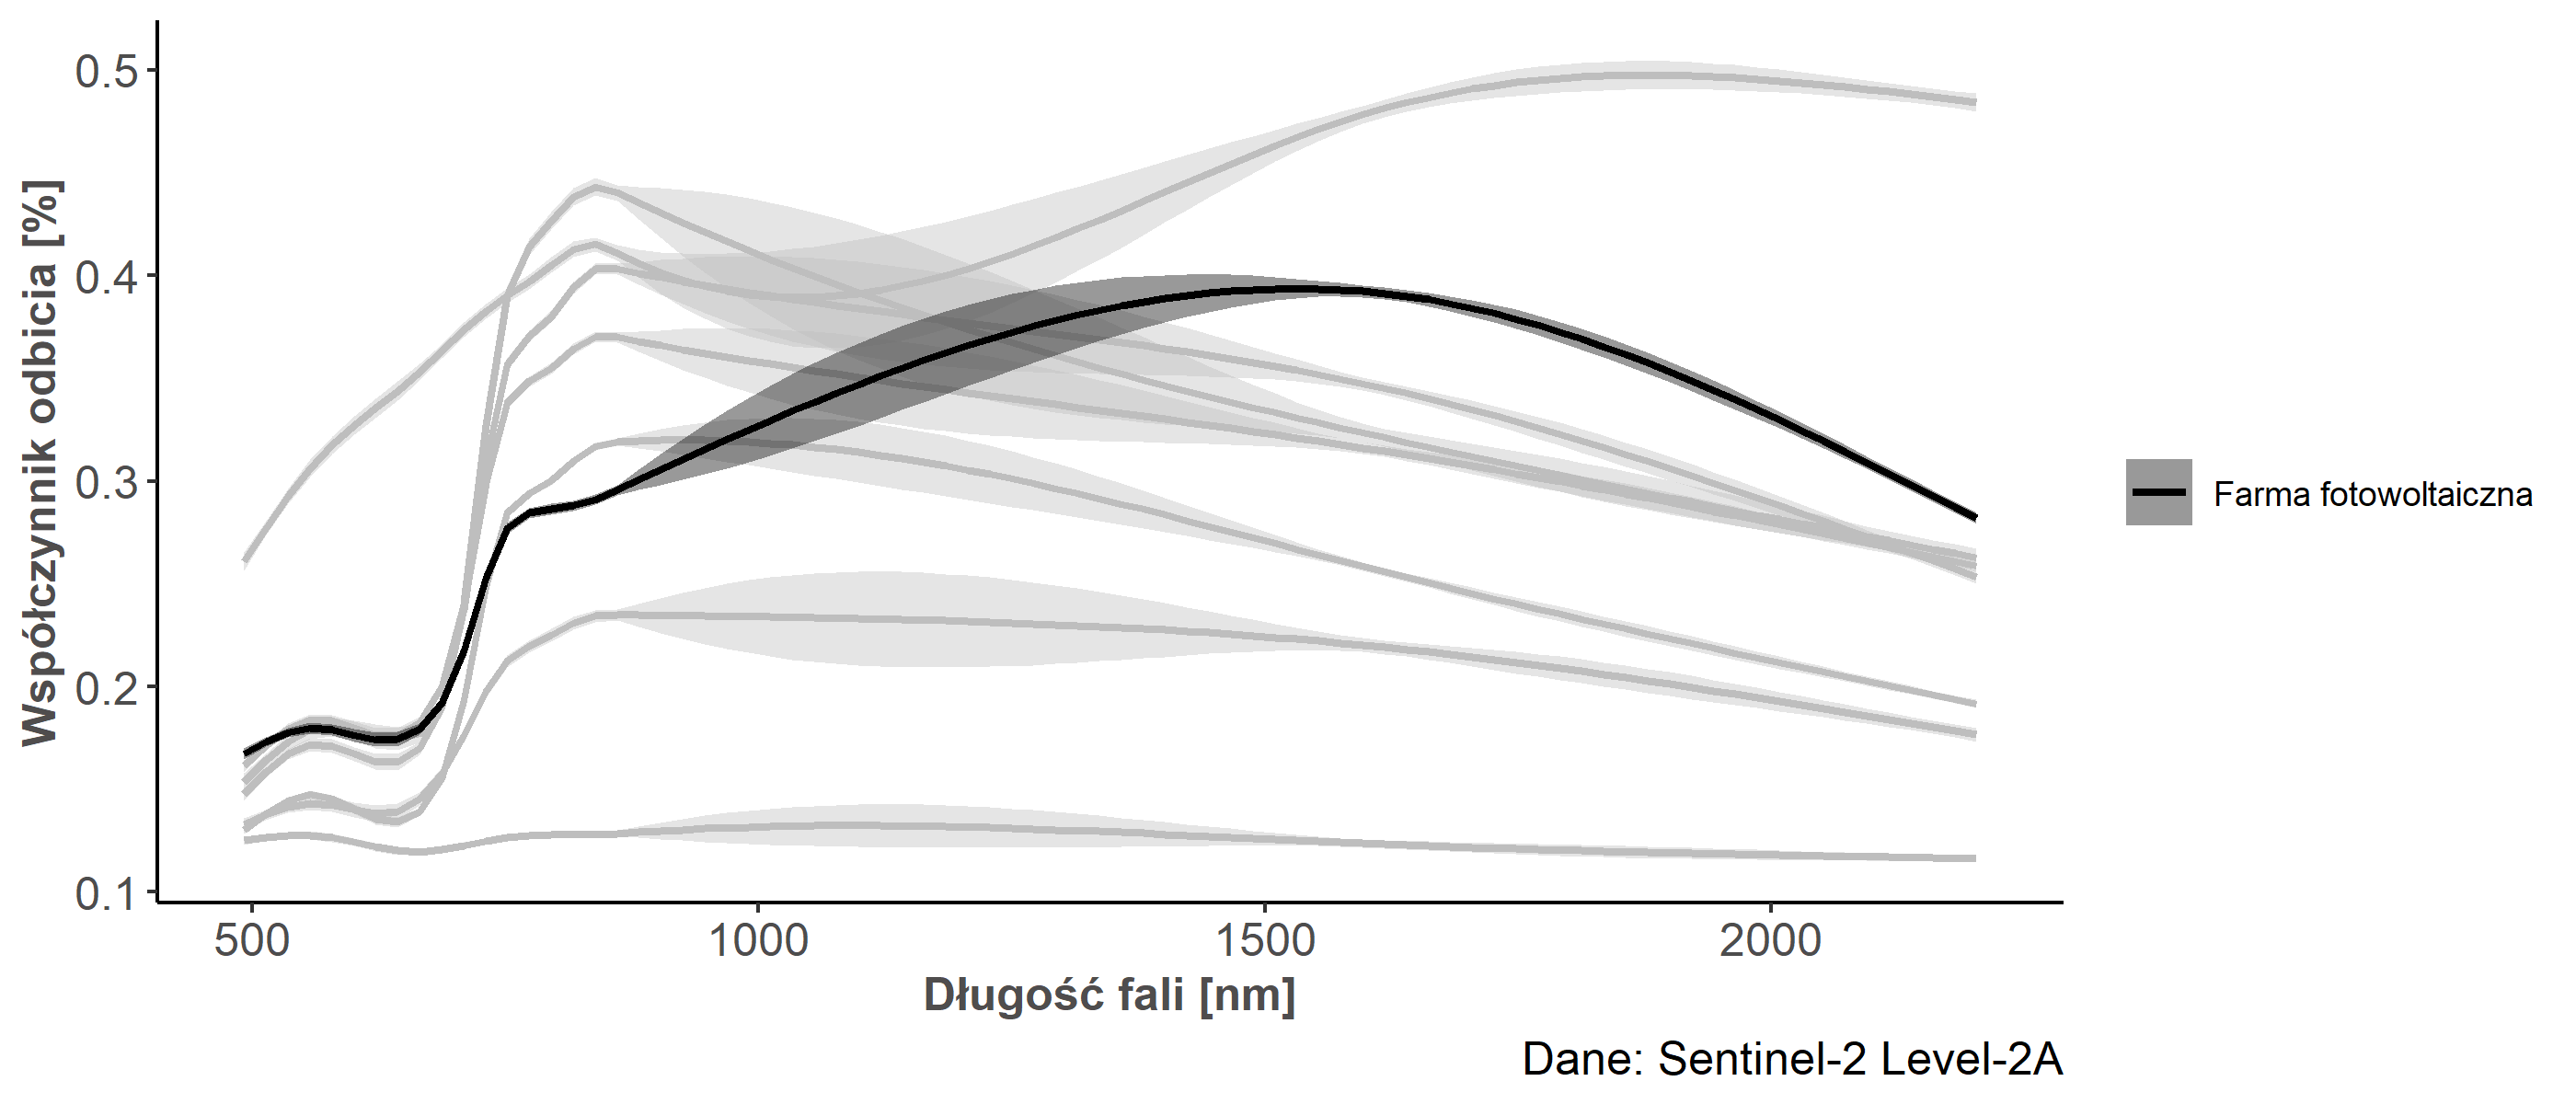 Współczynnik odbicia [%]
0.5
0.4
0.3
0.2
0.1
500 1000 1500 2000
Długość fali [nm]
Farma fotowoltaiczna
Dane: Sentinel-2 Level-2A